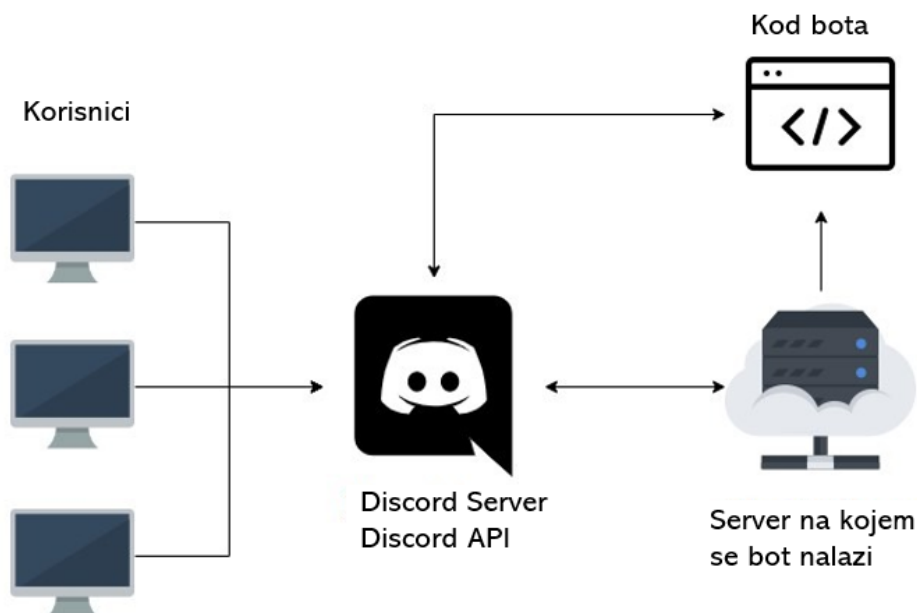 Kod bota
Korisnici
</>
Discord Server
Discord API
Server na kojem
se bot nalazi